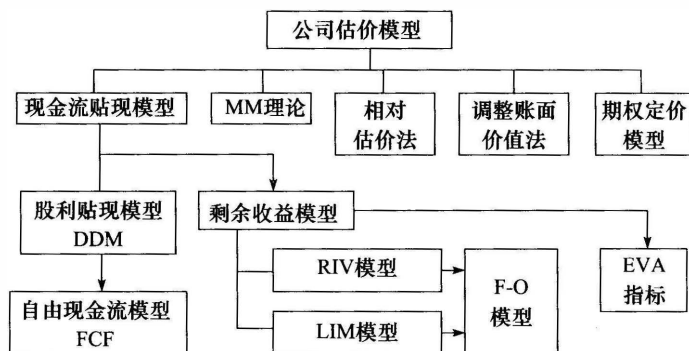 公司估价模型
现金流贴现模型
MM理论
相对
估价法
调整账面
价值法
期权定价
模型
股利贴现模型
DDM
剩余收益模型
RIV模型
F-O
模型
EVA
指标
自由现金流模型
FCF
LIM模型